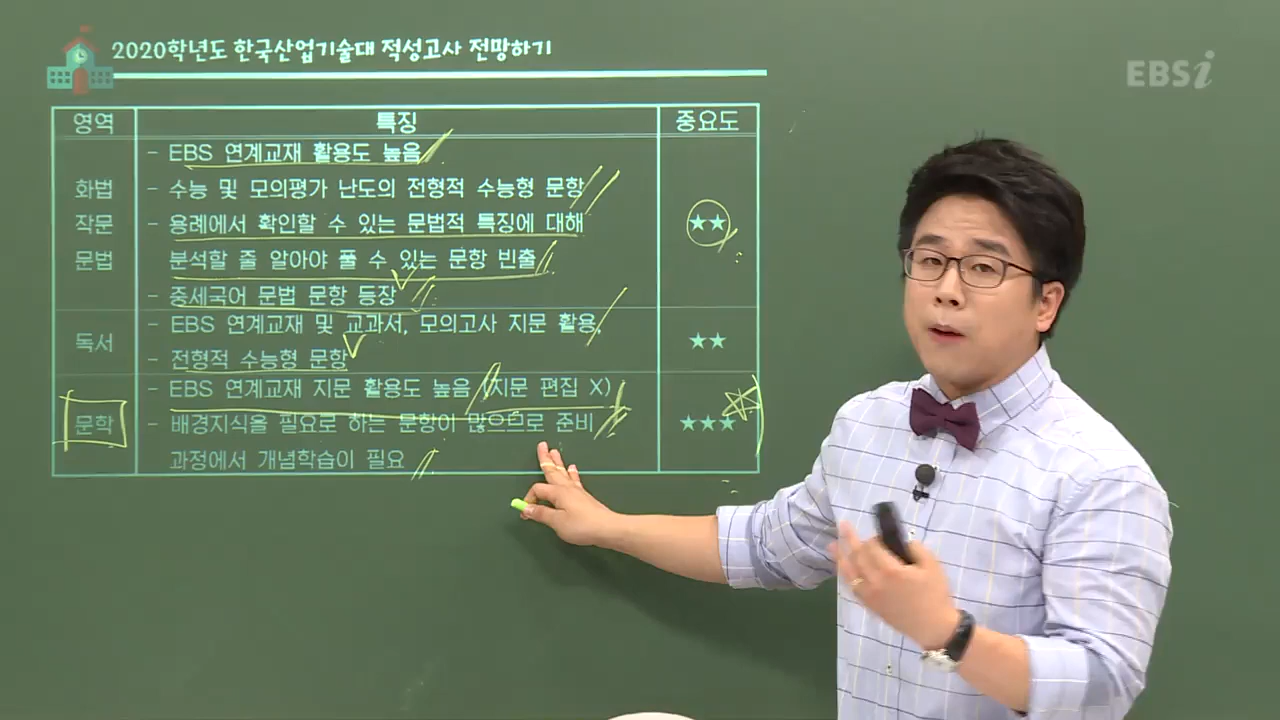 2020학년도 한국산업기술대 적성고사 전망하기
EBSi
영역 특징 중요도
- EBS 연계교재 활용도 높음
화법 - 수능 및 모의평가 난도의 전형적 수능형 문항
작문 - 용례에서 확인할 수 있는 문법적 특징에 대해 ★★
문법 분석할 줄 알아야 풀 수 있는 문항 빈출
- 중세국어 문법 문항 등장
- EBS 연계교재 및 교과서, 모의고사 지문 활용
독서 ★★
- 전형적 수능형 문항
- EBS 연계교재 지문 활용도 높음 (지문 편집 X)
문학 - 배경지식을 필요로 하는 문항이 많으므로 준비 ★★★
과정에서 개념학습이 필요